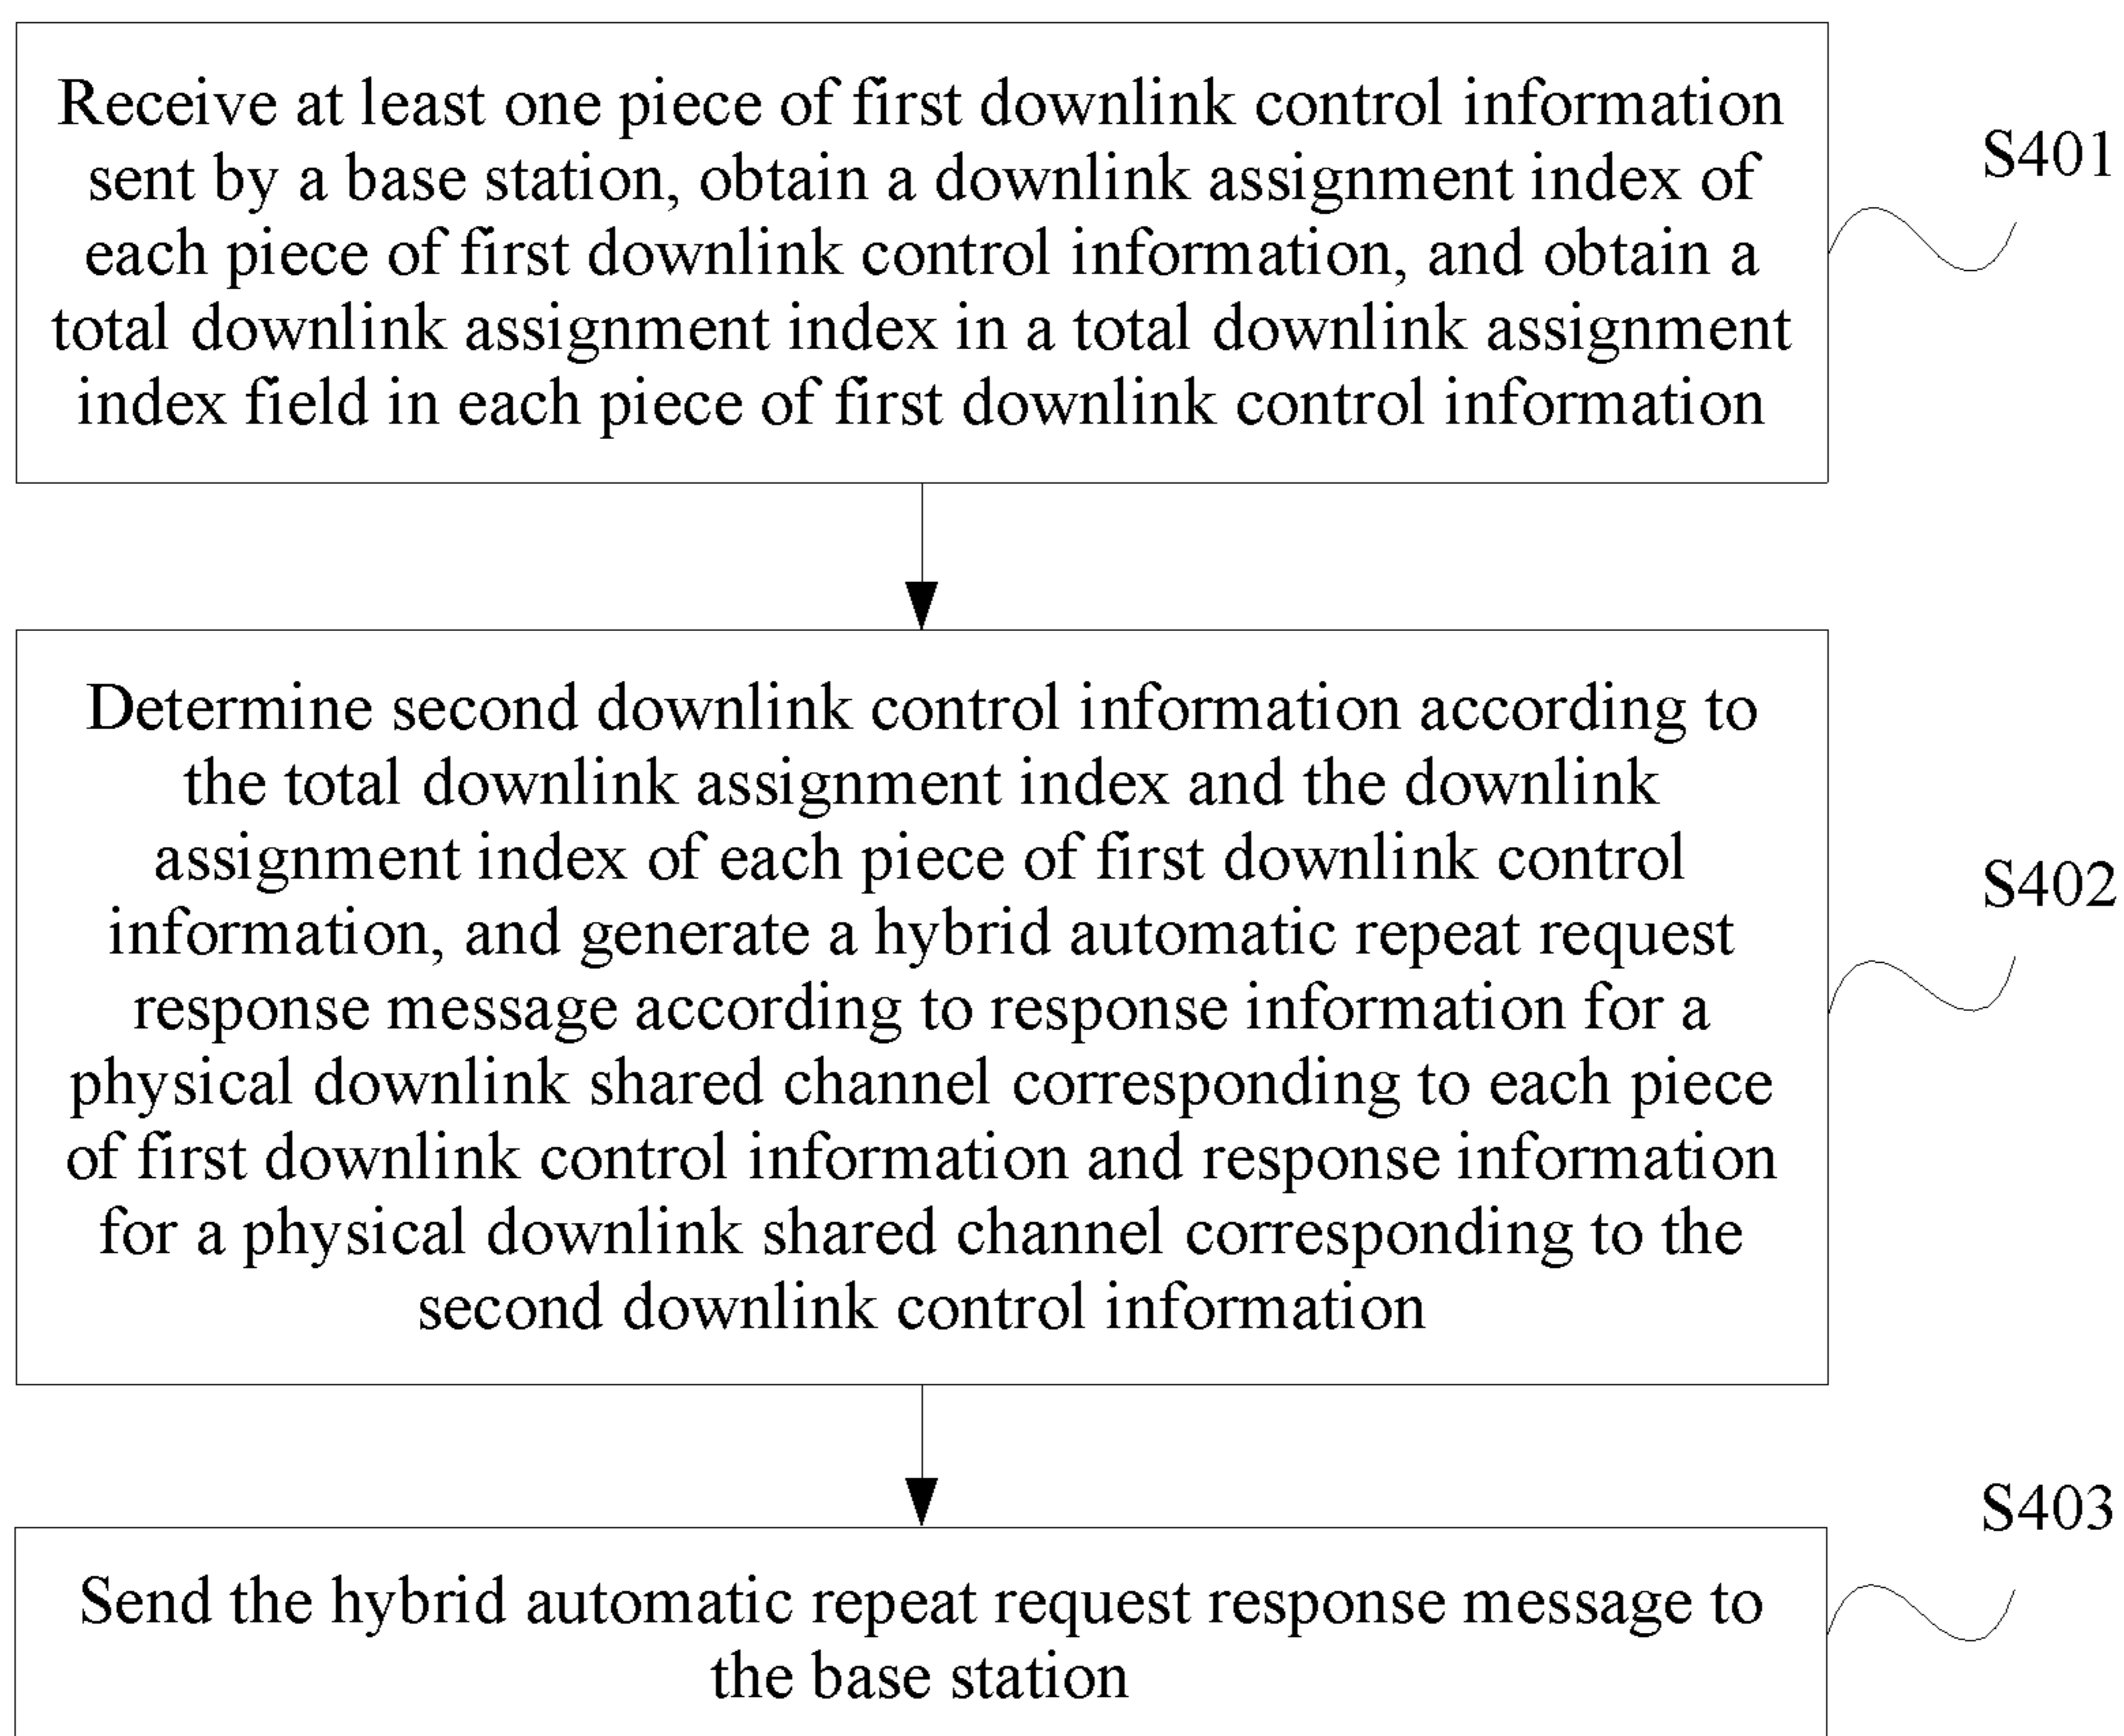 Receive at least one piece of first downlink control information
sent by a base station, obtain a downlink assignment index of
each piece of first downlink control information, and obtain a
total downlink assignment index in a total downlink assignment
index field in each piece of first downlink control information
S401
Determine second downlink control information according to
the total downlink assignment index and the downlink
assignment index of each piece of first downlink control
information, and generate a hybrid automatic repeat request
response message according to response information for a
physical downlink shared channel corresponding to each piece
of first downlink control information and response information
for a physical downlink shared channel corresponding to the
second downlink control information
S402
Send the hybrid automatic repeat request response message to
the base station
S403